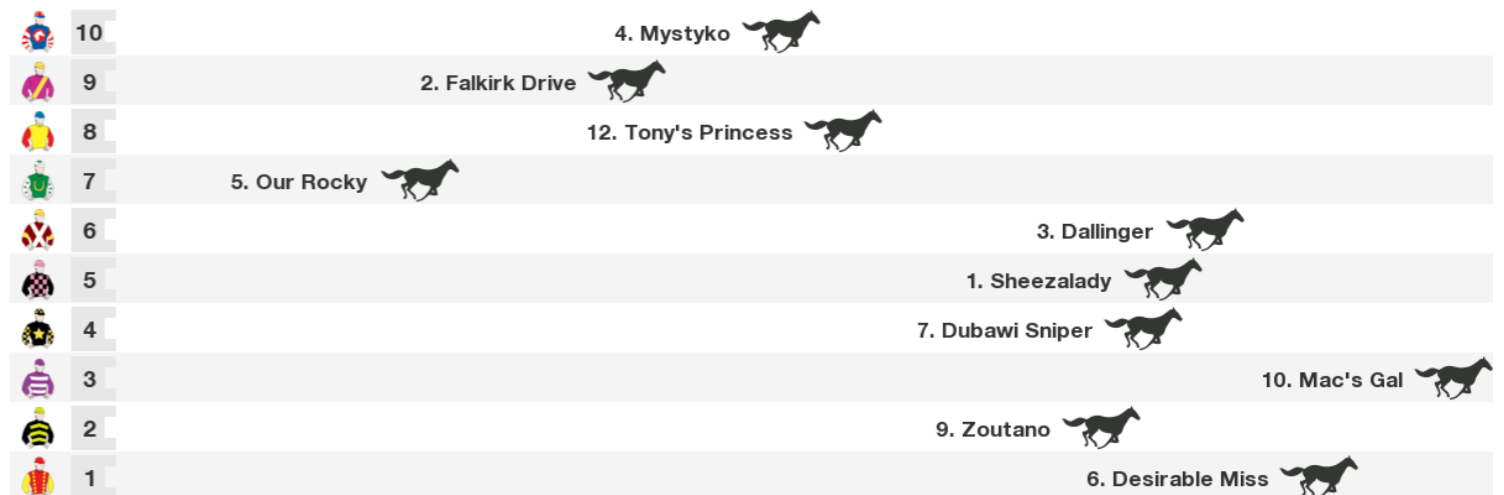 10 4. Mystyko
9 2. Falkirk Drive
8 12. Tony's Princess
7 5. Our Rocky
6 3. Dallinger
5 1. Sheezalady
4 7. Dubawi Sniper
3 10. Mac's Gal
2 9. Zoutano
1 6. Desirable Miss